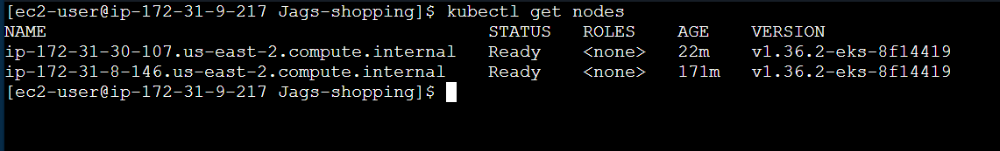 [ec2-user@ip-172-31-9-217 Jags-shopping]$ kubectl get nodes
NAME STATUS ROLES AGE VERSION
ip-172-31-30-107.us-east-2.compute.internal Ready <none> 22m v1.36.2-eks-8f14419
ip-172-31-8-146.us-east-2.compute.internal Ready <none> 171m v1.36.2-eks-8f14419
[ec2-user@ip-172-31-9-217 Jags-shopping]$